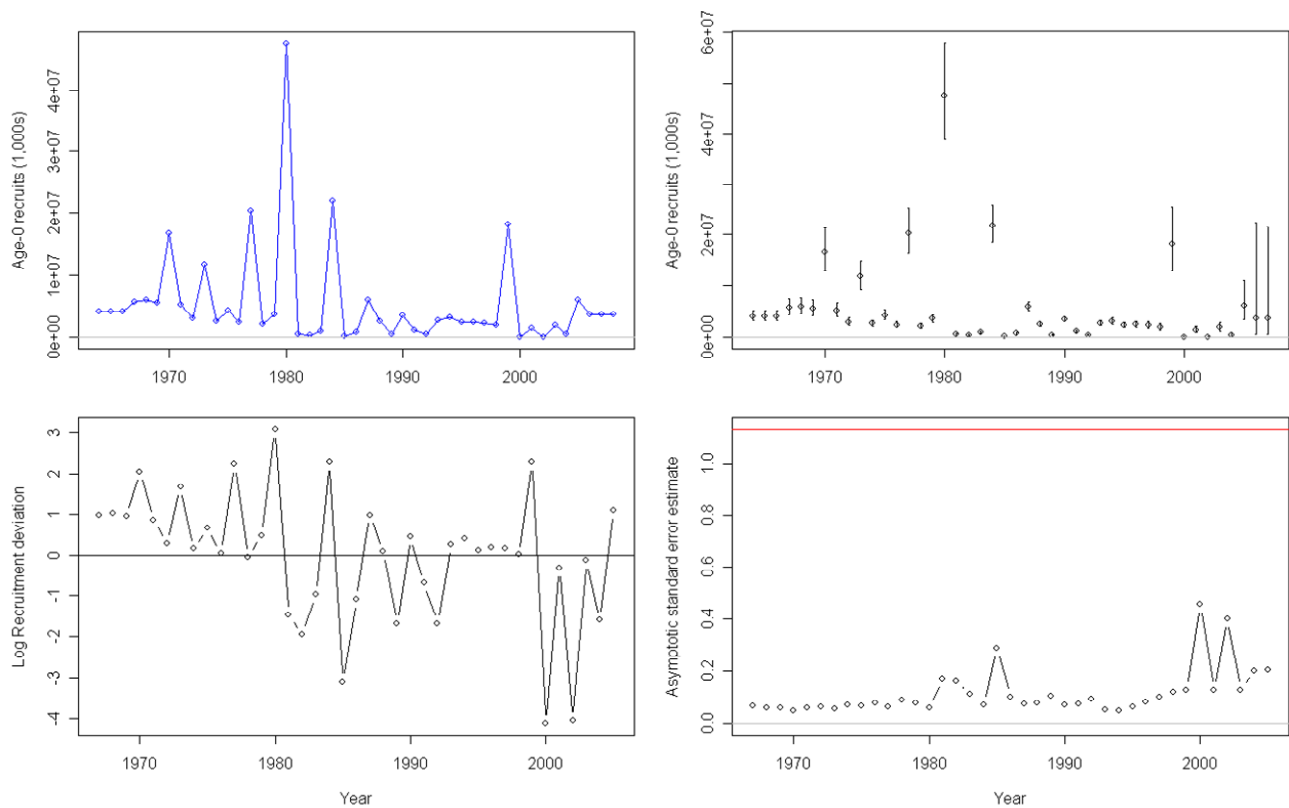 Age-0 recruits (1,000s)
0e+00 1e+07 2e+07 3e+07 4e+07
1970 1980 1990 2000
Age-0 recruits (1,000s)
0e+00 2e+07 4e+07 6e+07
1970 1980 1990 2000
Log Recruitment deviation
-4 -3 -2 -1 0 1 2 3
1970 1980 1990 2000
Year
Asymptotic standard error estimate
0.0 0.2 0.4 0.6 0.8 1.0
1970 1980 1990 2000
Year